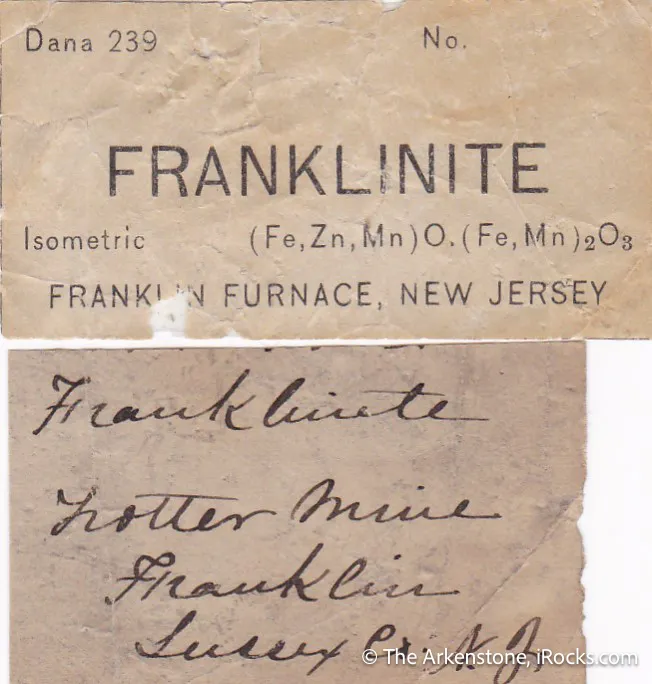 Dana 239 No.
FRANKLINITE
Isometric (Fe,Zn,Mn)O.(Fe,Mn)₂O₃
FRANKLIN FURNACE, NEW JERSEY
Franklinite
Trotter Mine
Franklin
Sussex Co. N.J.
© The Arkenstone, iRocks.com